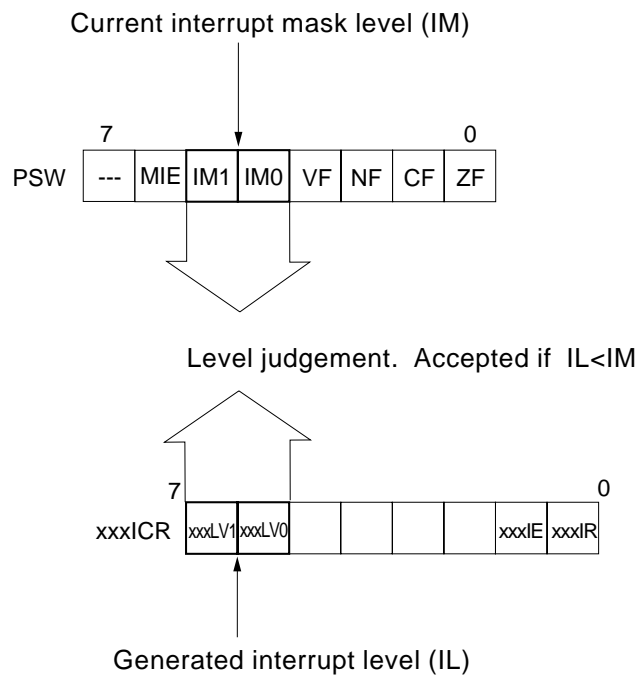 Current interrupt mask level (IM)
7 0
PSW --- MIE IM1 IM0 VF NF CF ZF
Level judgement. Accepted if IL<IM
7 0
xxxICR xxxLV1 xxxLV0 xxxIE xxxIR
Generated interrupt level (IL)